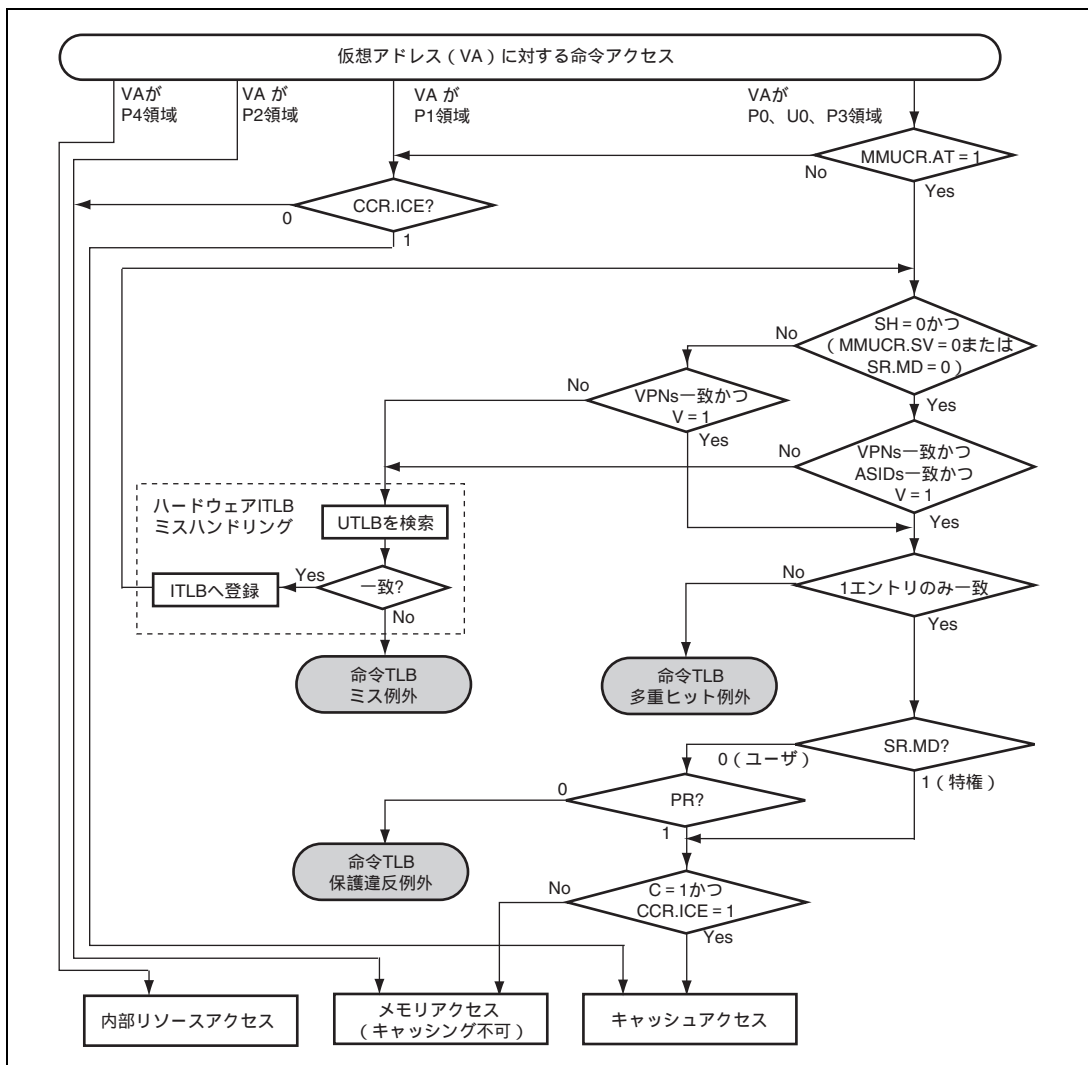 仮想アドレス（VA）に対する命令アクセス
VAが
P4領域
VA が
P2領域
VA が
P1領域
VAが
P0、U0、P3領域
MMUCR.AT = 1
No
Yes
CCR.ICE?
0
1
SH = 0かつ
（MMUCR.SV = 0または
SR.MD = 0）
No
Yes
VPNs一致かつ
V = 1
No
Yes
VPNs一致かつ
ASIDs一致かつ
V = 1
No
Yes
ハードウェアITLB
ミスハンドリング
UTLBを検索
一致?
Yes
No
ITLBへ登録
1エントリのみ一致
No
Yes
命令TLB
ミス例外
命令TLB
多重ヒット例外
SR.MD?
0（ユーザ）
1（特権）
PR?
0
1
命令TLB
保護違反例外
C = 1かつ
CCR.ICE = 1
No
Yes
内部リソースアクセス
メモリアクセス
（キャッシング不可）
キャッシュアクセス